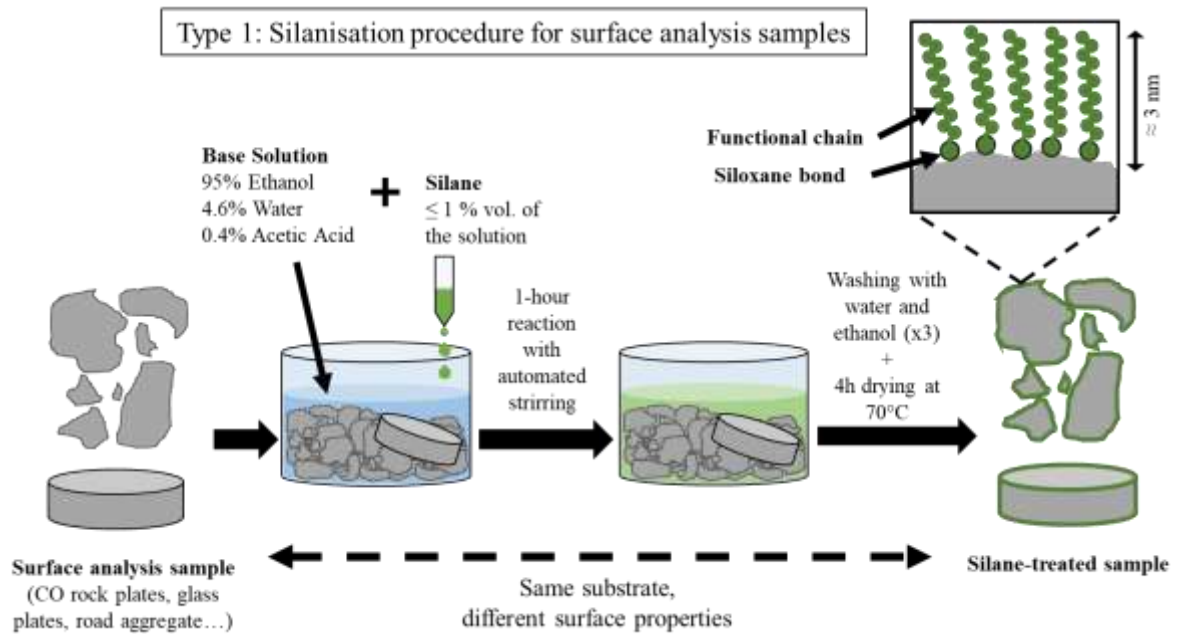 Type 1: Silanisation procedure for surface analysis samples
Base Solution
95% Ethanol
4.6% Water
0.4% Acetic Acid
+
Silane
≤ 1 % vol. of
the solution
Functional chain
Siloxane bond
≈ 3 nm
1-hour
reaction
with
automated
strirring
Washing with
water and
ethanol (x3)
+
4h drying at
70°C
Surface analysis sample
(CO rock plates, glass
plates, road aggregate…)
Same substrate,
different surface properties
Silane-treated sample